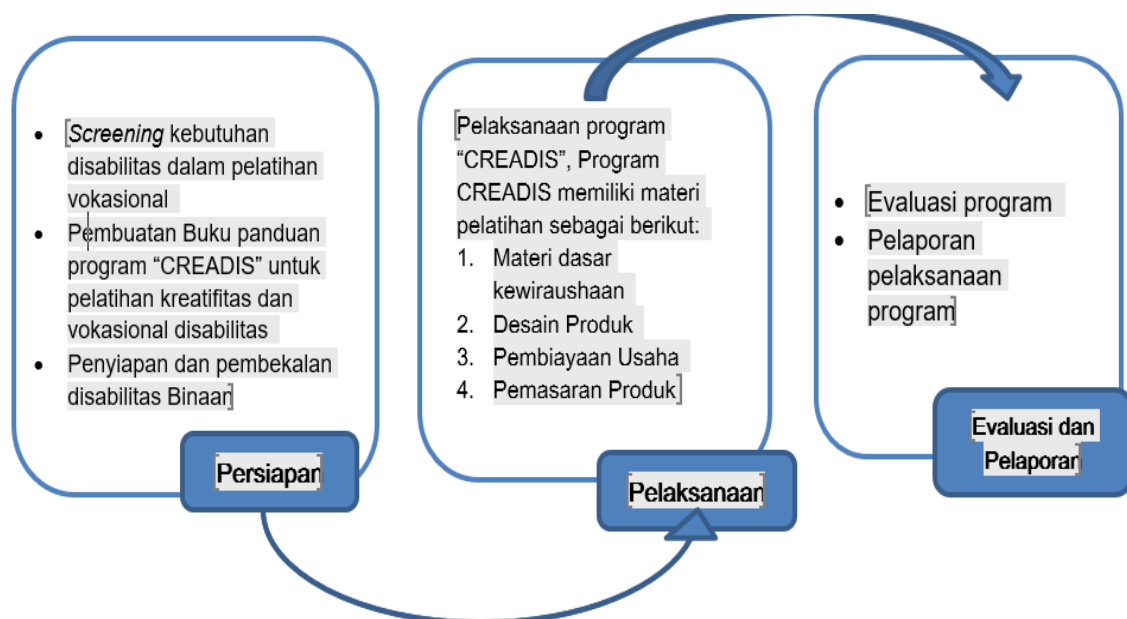 • Screening kebutuhan
disabilitas dalam pelatihan
vokasional
• Pembuatan Buku panduan
program “CREADIS” untuk
pelatihan kreatifitas dan
vokasional disabilitas
• Penyiapan dan pembekalan
disabilitas Binaan
Persiapan
Pelaksanaan program
“CREADIS”, Program
CREADIS memiliki materi
pelatihan sebagai berikut:
1. Materi dasar
kewiraushaan
2. Desain Produk
3. Pembiayaan Usaha
4. Pemasaran Produk
Pelaksanaan
• Evaluasi program
• Pelaporan
pelaksanaan
program
Evaluasi dan
Pelaporan